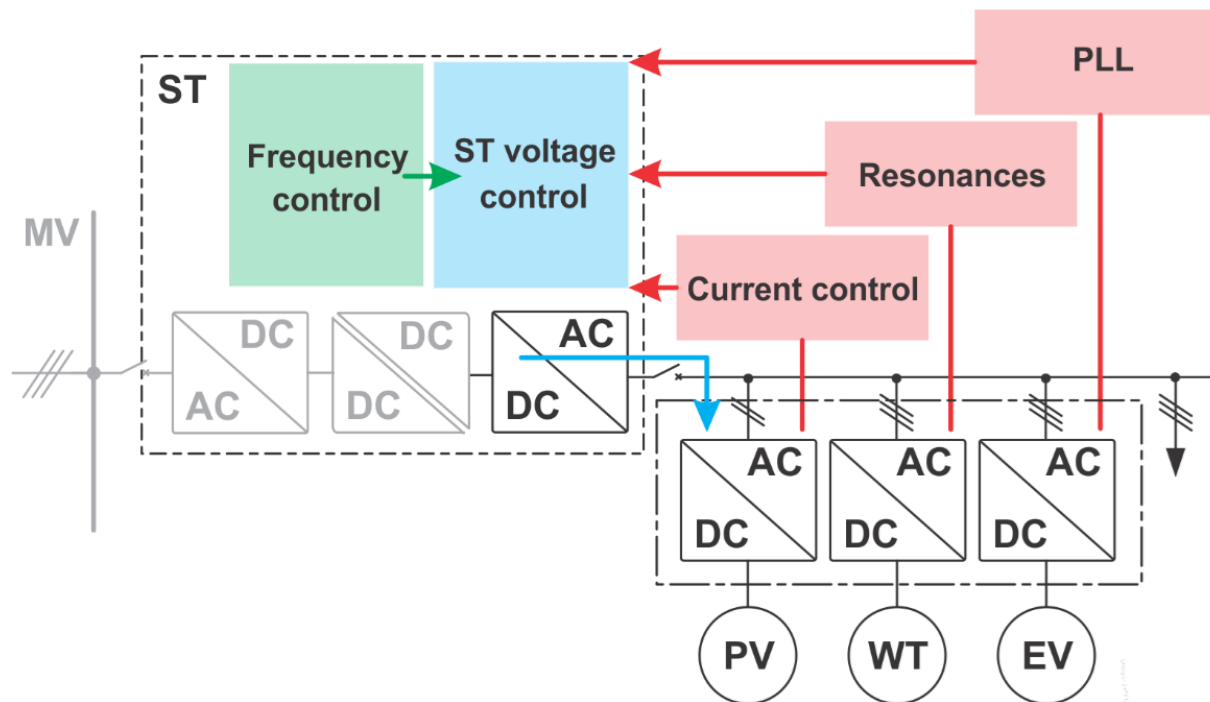 PLL
ST
Frequency
control
ST voltage
control
Resonances
MV
Current control
DC
AC
DC
DC
AC
DC
AC
DC
AC
DC
AC
DC
PV
WT
EV